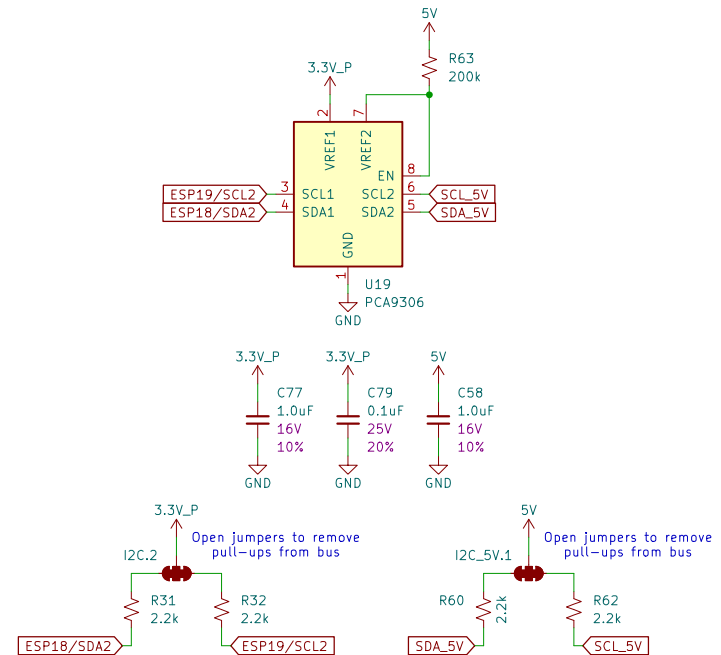 5V
R63
200k
3.3V_P
2
7
VREF1
VREF2
EN
8
ESP19/SCL2
3
SCL1
SCL2
6
SCL_5V
ESP18/SDA2
4
SDA1
SDA2
5
SDA_5V
GND
1
U19
PCA9306
GND
3.3V_P
3.3V_P
5V
C77
1.0uF
16V
10%
C79
0.1uF
25V
20%
C58
1.0uF
16V
10%
GND
GND
GND
3.3V_P
Open jumpers to remove
pull-ups from bus
I2C.2
R31
2.2k
R32
2.2k
ESP18/SDA2
ESP19/SCL2
5V
Open jumpers to remove
pull-ups from bus
I2C_5V.1
R60
2.2k
R62
2.2k
SDA_5V
SCL_5V